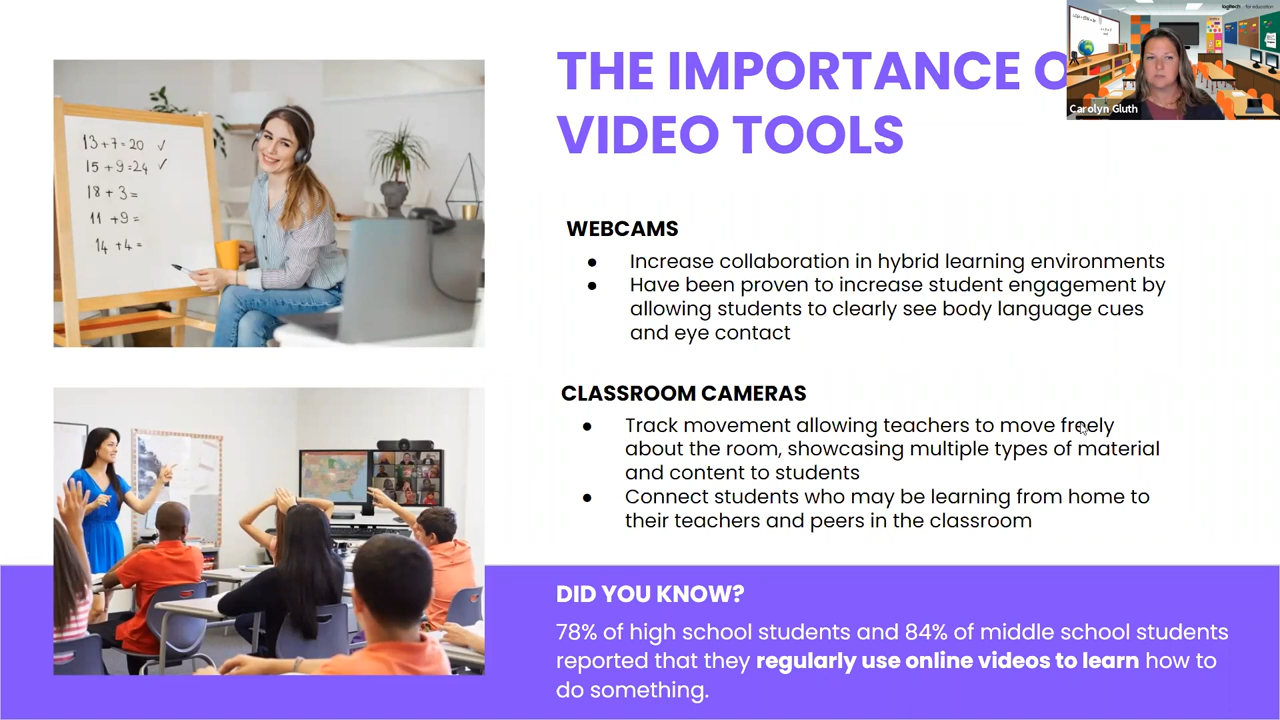 THE IMPORTANCE O
VIDEO TOOLS
logitech for education
Carolyn Gluth
13+7=20 ✓
15+9=24 ✓
18+3=
11+9=
14+4=
WEBCAMS
● Increase collaboration in hybrid learning environments
● Have been proven to increase student engagement by
allowing students to clearly see body language cues
and eye contact
CLASSROOM CAMERAS
● Track movement allowing teachers to move freely
about the room, showcasing multiple types of material
and content to students
● Connect students who may be learning from home to
their teachers and peers in the classroom
DID YOU KNOW?
78% of high school students and 84% of middle school students
reported that they regularly use online videos to learn how to
do something.